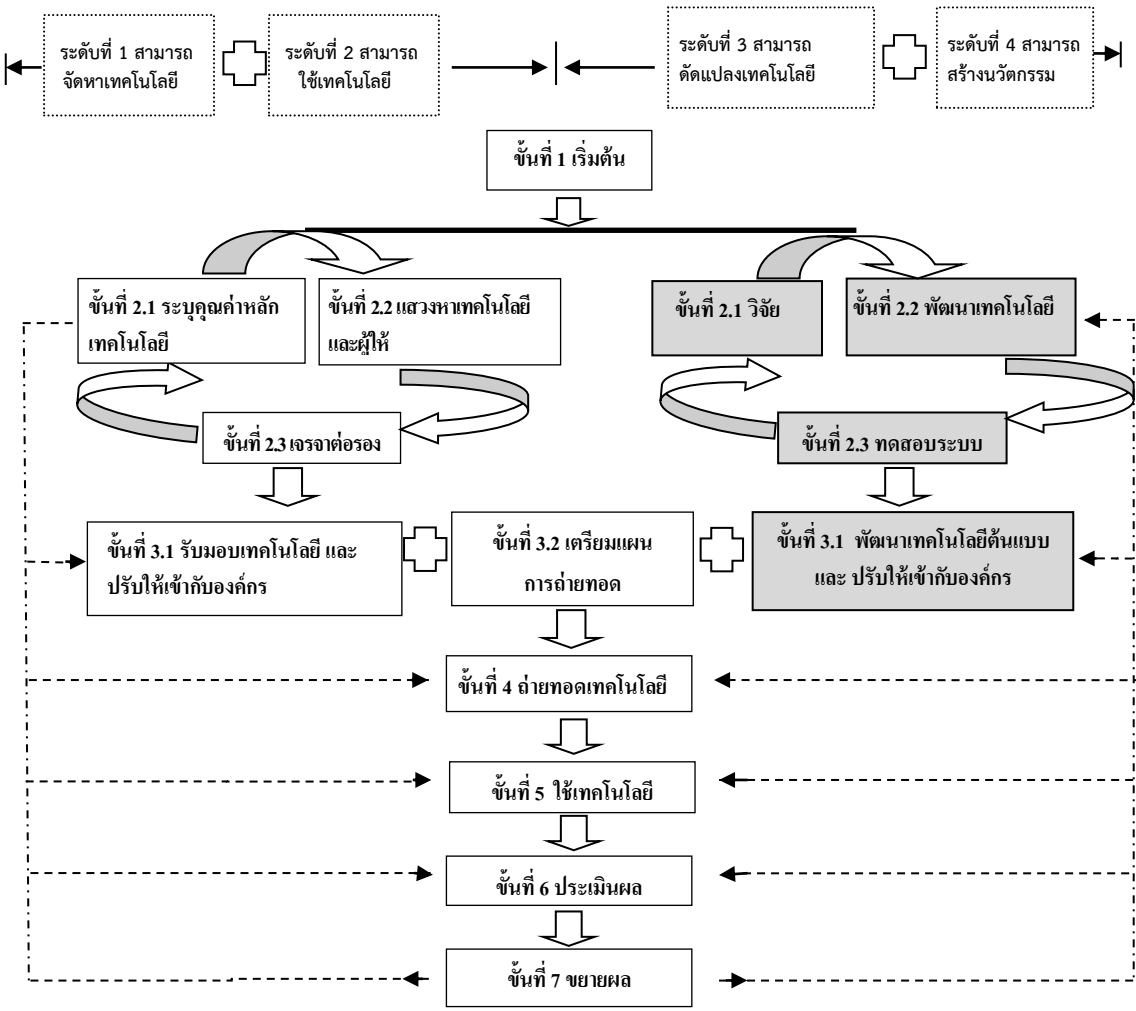 ระดับที่ 1 สามารถ
จัดหาเทคโนโลยี
ระดับที่ 2 สามารถ
ใช้เทคโนโลยี
ระดับที่ 3 สามารถ
ดัดแปลงเทคโนโลยี
ระดับที่ 4 สามารถ
สร้างนวัตกรรม
ขั้นที่ 1 เริ่มต้น
ขั้นที่ 2.1 ระบุคุณค่าหลัก
เทคโนโลยี
ขั้นที่ 2.2 แสวงหาเทคโนโลยี
และผู้ให้
ขั้นที่ 2.1 วิจัย
ขั้นที่ 2.2 พัฒนาเทคโนโลยี
ขั้นที่ 2.3 เจรจาต่อรอง
ขั้นที่ 2.3 ทดสอบระบบ
ขั้นที่ 3.1 รับมอบเทคโนโลยี และ
ปรับให้เข้ากับองค์กร
ขั้นที่ 3.2 เตรียมแผน
การถ่ายทอด
ขั้นที่ 3.1 พัฒนาเทคโนโลยีต้นแบบ
และ ปรับให้เข้ากับองค์กร
ขั้นที่ 4 ถ่ายทอดเทคโนโลยี
ขั้นที่ 5 ใช้เทคโนโลยี
ขั้นที่ 6 ประเมินผล
ขั้นที่ 7 ขยายผล